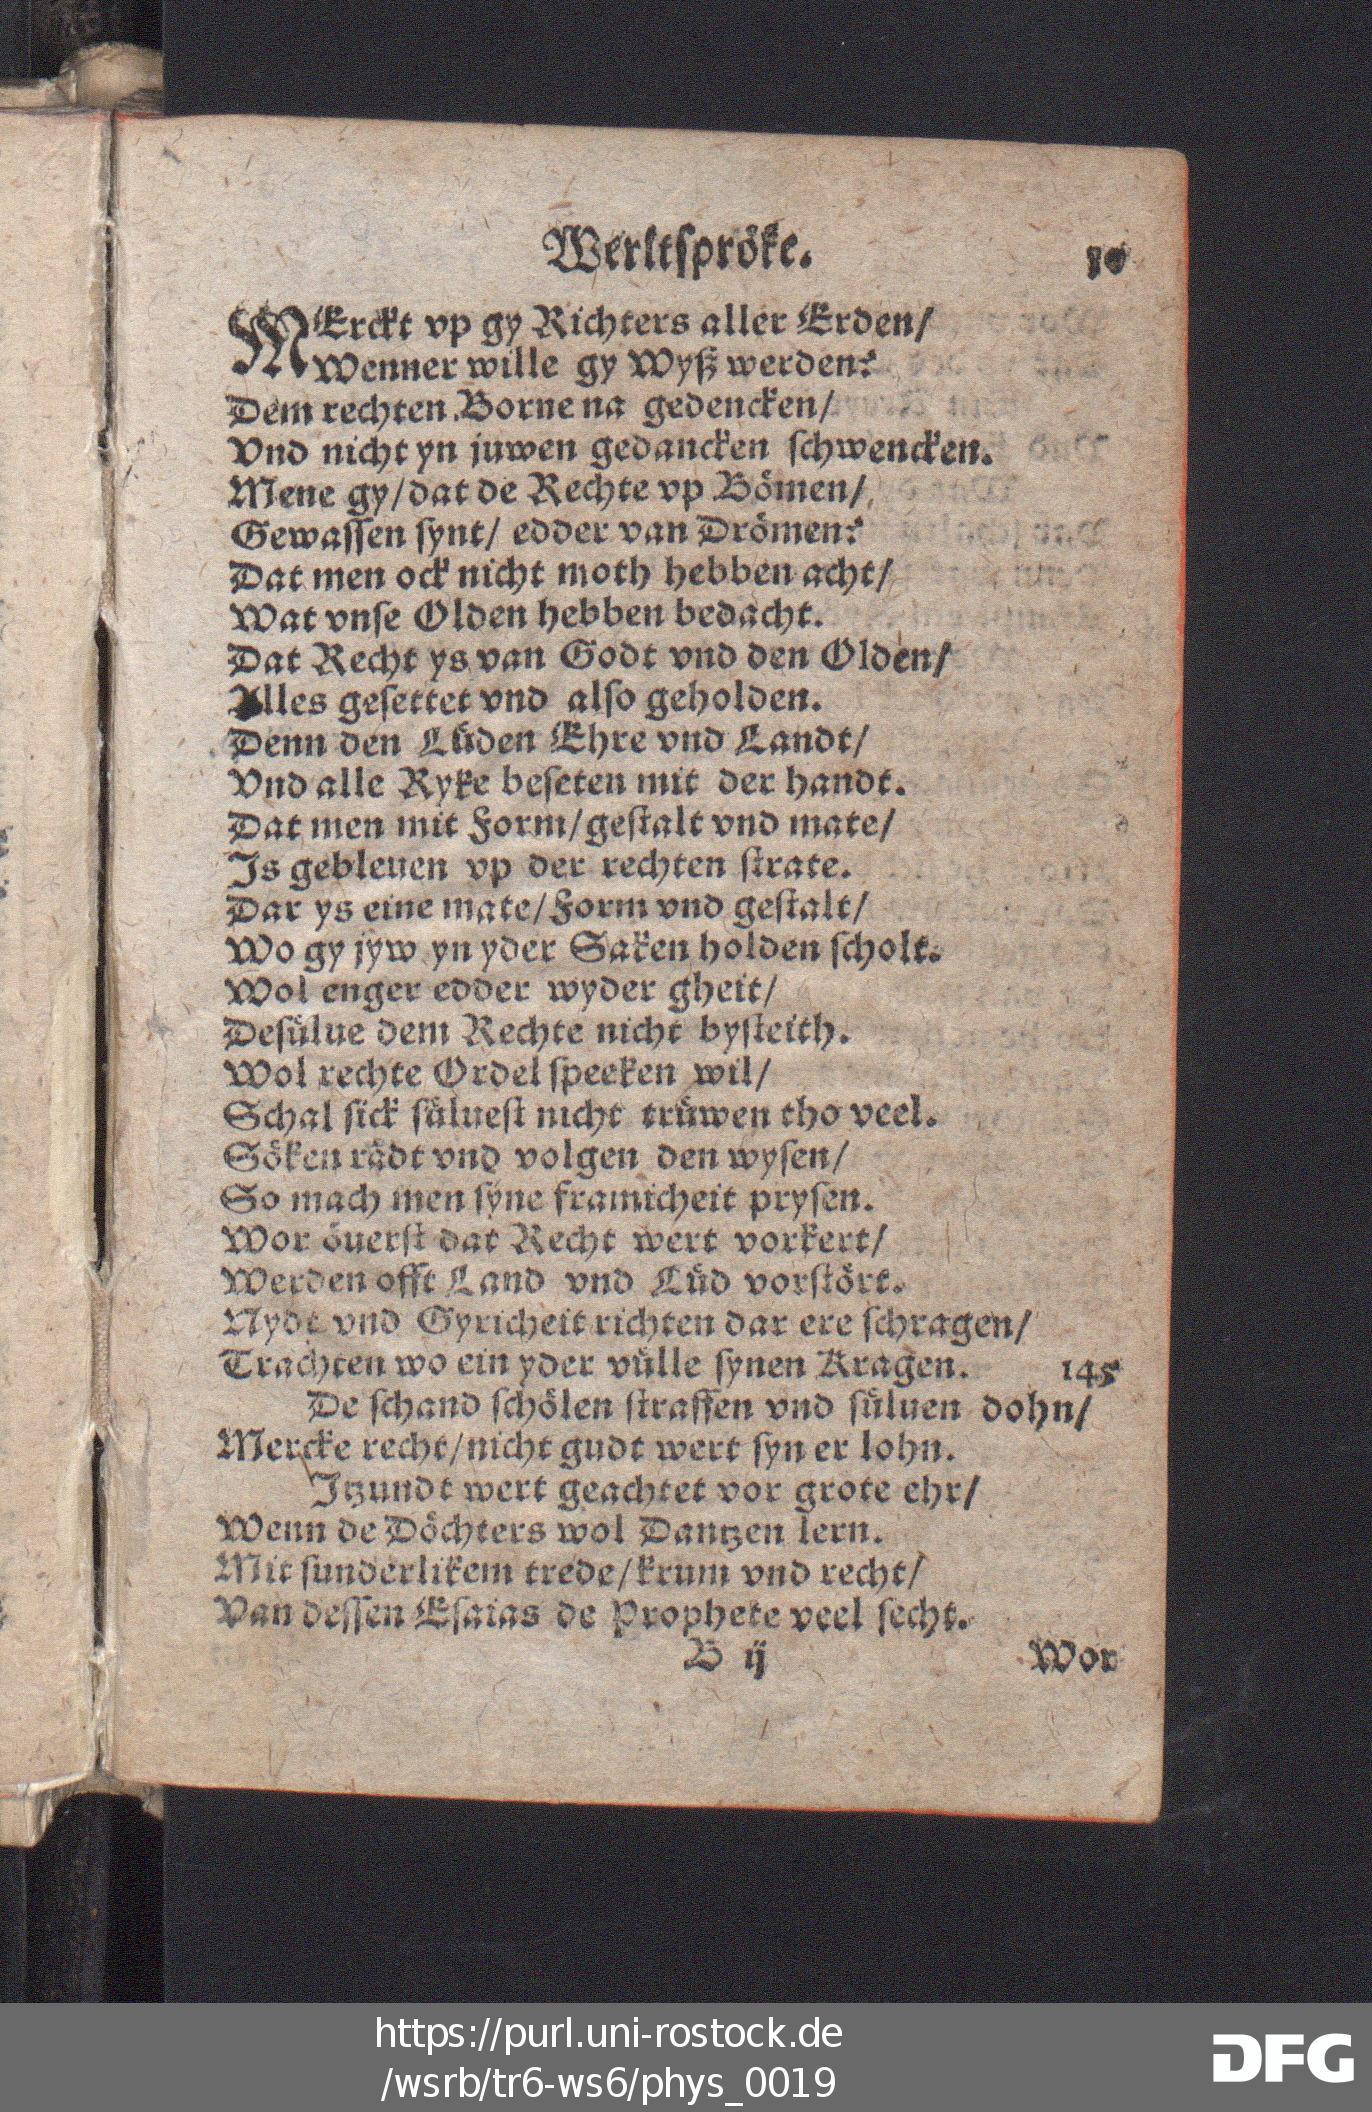 Werltspröke. 10
MErckt vp gy Richters aller Erden/
Wenner wille gy Wyß werden?
Dem rechten Borne na gedencken/
Vnd nicht yn juwen gedancken ſchwencken.
Mene gy/dat de Rechte vp Bömen/
Gewaſſen ſynt/ edder van Drömen?
Dat men ock nicht moth hebben acht/
Wat vnſe Olden hebben bedacht.
Dat Recht ys van Godt vnd den Olden/
Alles geſettet vnd alſo geholden.
Denn den Lüden Ehre vnd Landt/
Vnd alle Ryke beſeten mit der handt.
Dat men mit Form/geſtalt vnd mate/
Is gebleuen vp der rechten ſtrate.
Dar ys eine mate/Form vnd geſtalt/
Wo gy jyw yn yder Saken holden ſcholt.
Wol enger edder wyder gheit/
Deſülue dem Rechte nicht byſteith.
Wol rechte Ordel ſpeeken wil/
Schal ſick ſülueſt nicht trüwen tho veel.
Söken rädt vnd volgen den wyſen/
So mach men ſyne framicheit pryſen.
Wor öuerſt dat Recht wert vorkert/
Werden offt Land vnd Lüd vorſtört.
Nydt vnd Gyricheit richten dar ere ſchragen/
Trachten wo ein yder vülle ſynen Kragen. 145
De ſchand ſchölen ſtraffen vnd ſüluen dohn/
Mercke recht/nicht gudt wert ſyn er lohn.
Itzundt wert geachtet vor grote ehr/
Wenn de Döchters wol Dantzen lern.
Mit ſunderlikem trede/krum vnd recht/
Van deſſen Eſaias de Prophete veel ſecht.
B ij Wor
https://purl.uni-rostock.de
/wsrb/tr6-ws6/phys_0019
DFG